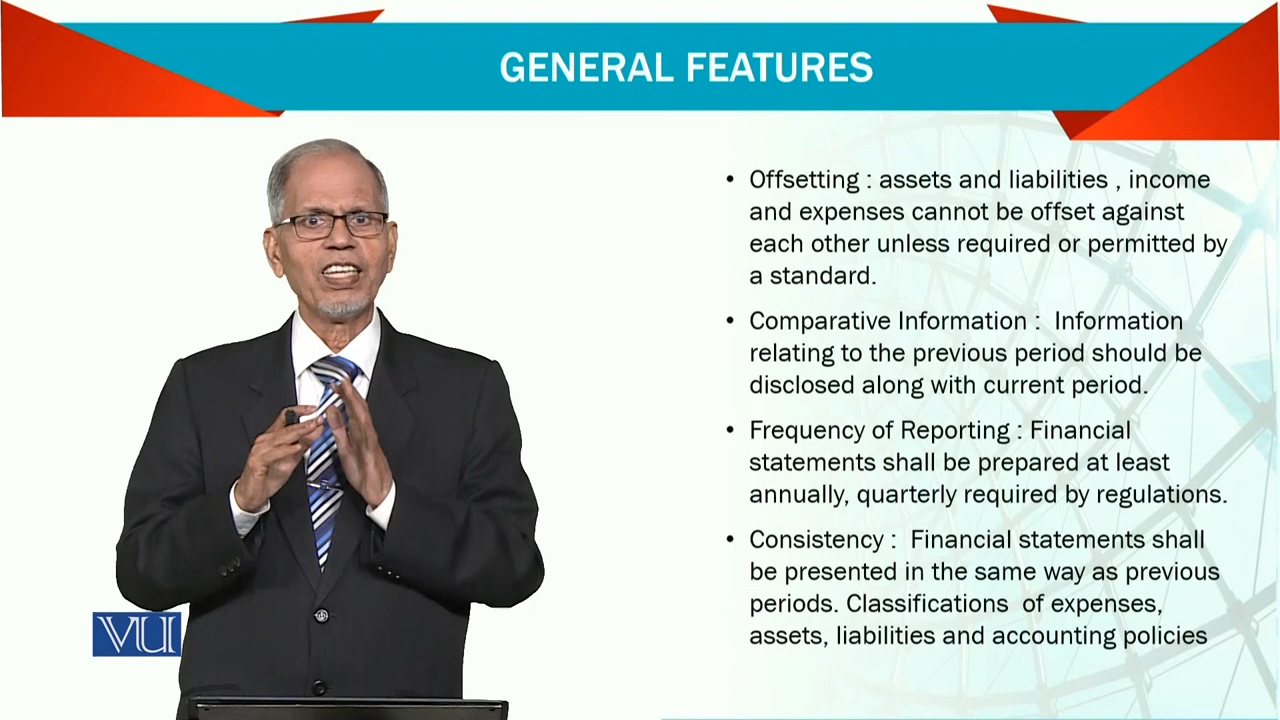 GENERAL FEATURES
• Offsetting : assets and liabilities , income
and expenses cannot be offset against
each other unless required or permitted by
a standard.
• Comparative Information :  Information
relating to the previous period should be
disclosed along with current period.
• Frequency of Reporting : Financial
statements shall be prepared at least
annually, quarterly required by regulations.
• Consistency :  Financial statements shall
be presented in the same way as previous
periods. Classifications  of expenses,
assets, liabilities and accounting policies
VU